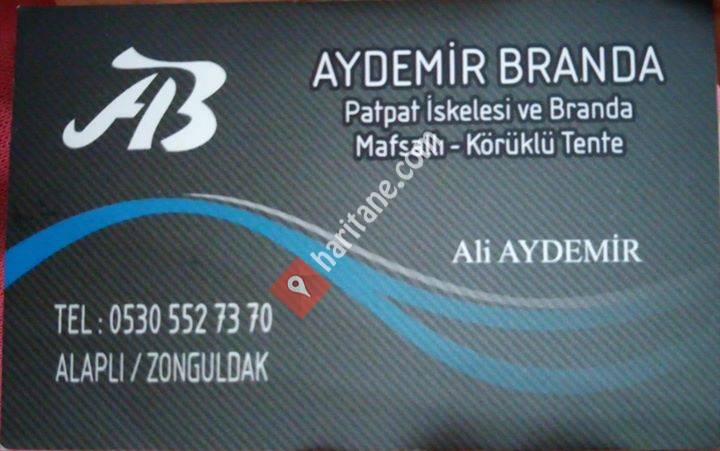 AB
AYDEMİR BRANDA
Patpat İskelesi ve Branda
Mafsallı - Körüklü Tente
haritane.com
Ali AYDEMİR
TEL : 0530 552 73 70
ALAPLI / ZONGULDAK